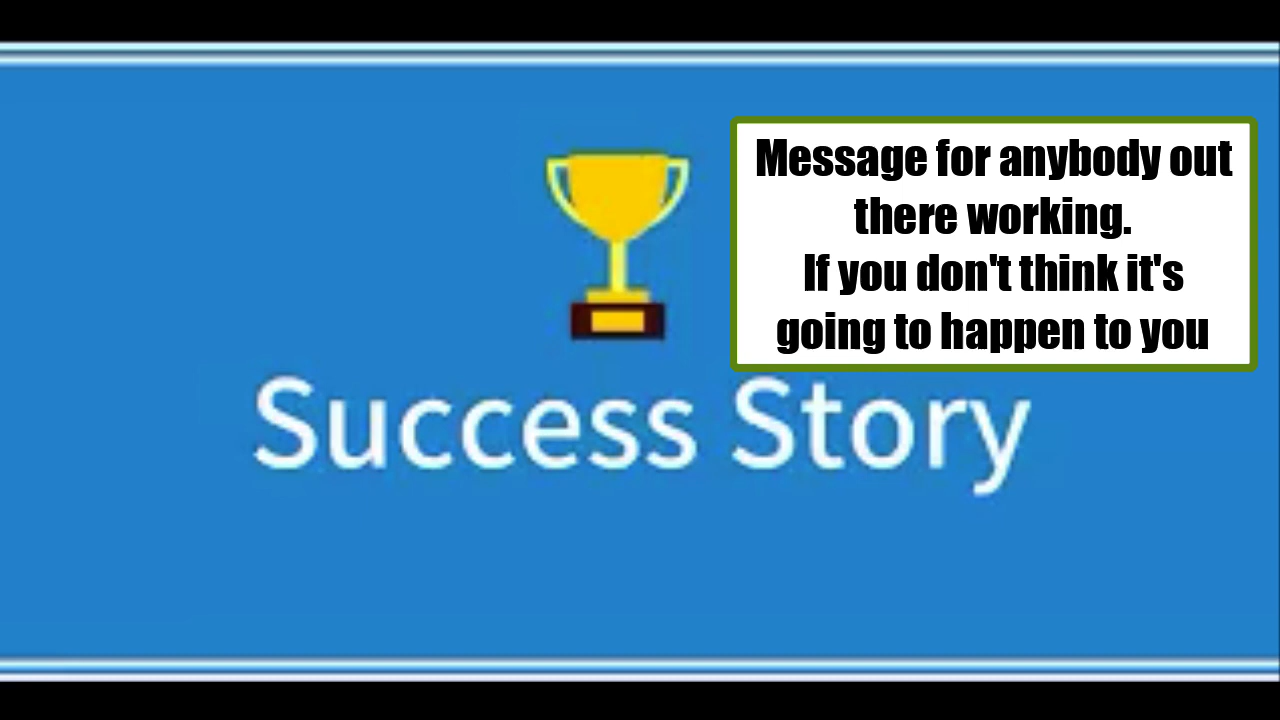 Message for anybody out
there working.
If you don't think it's
going to happen to you
Success Story